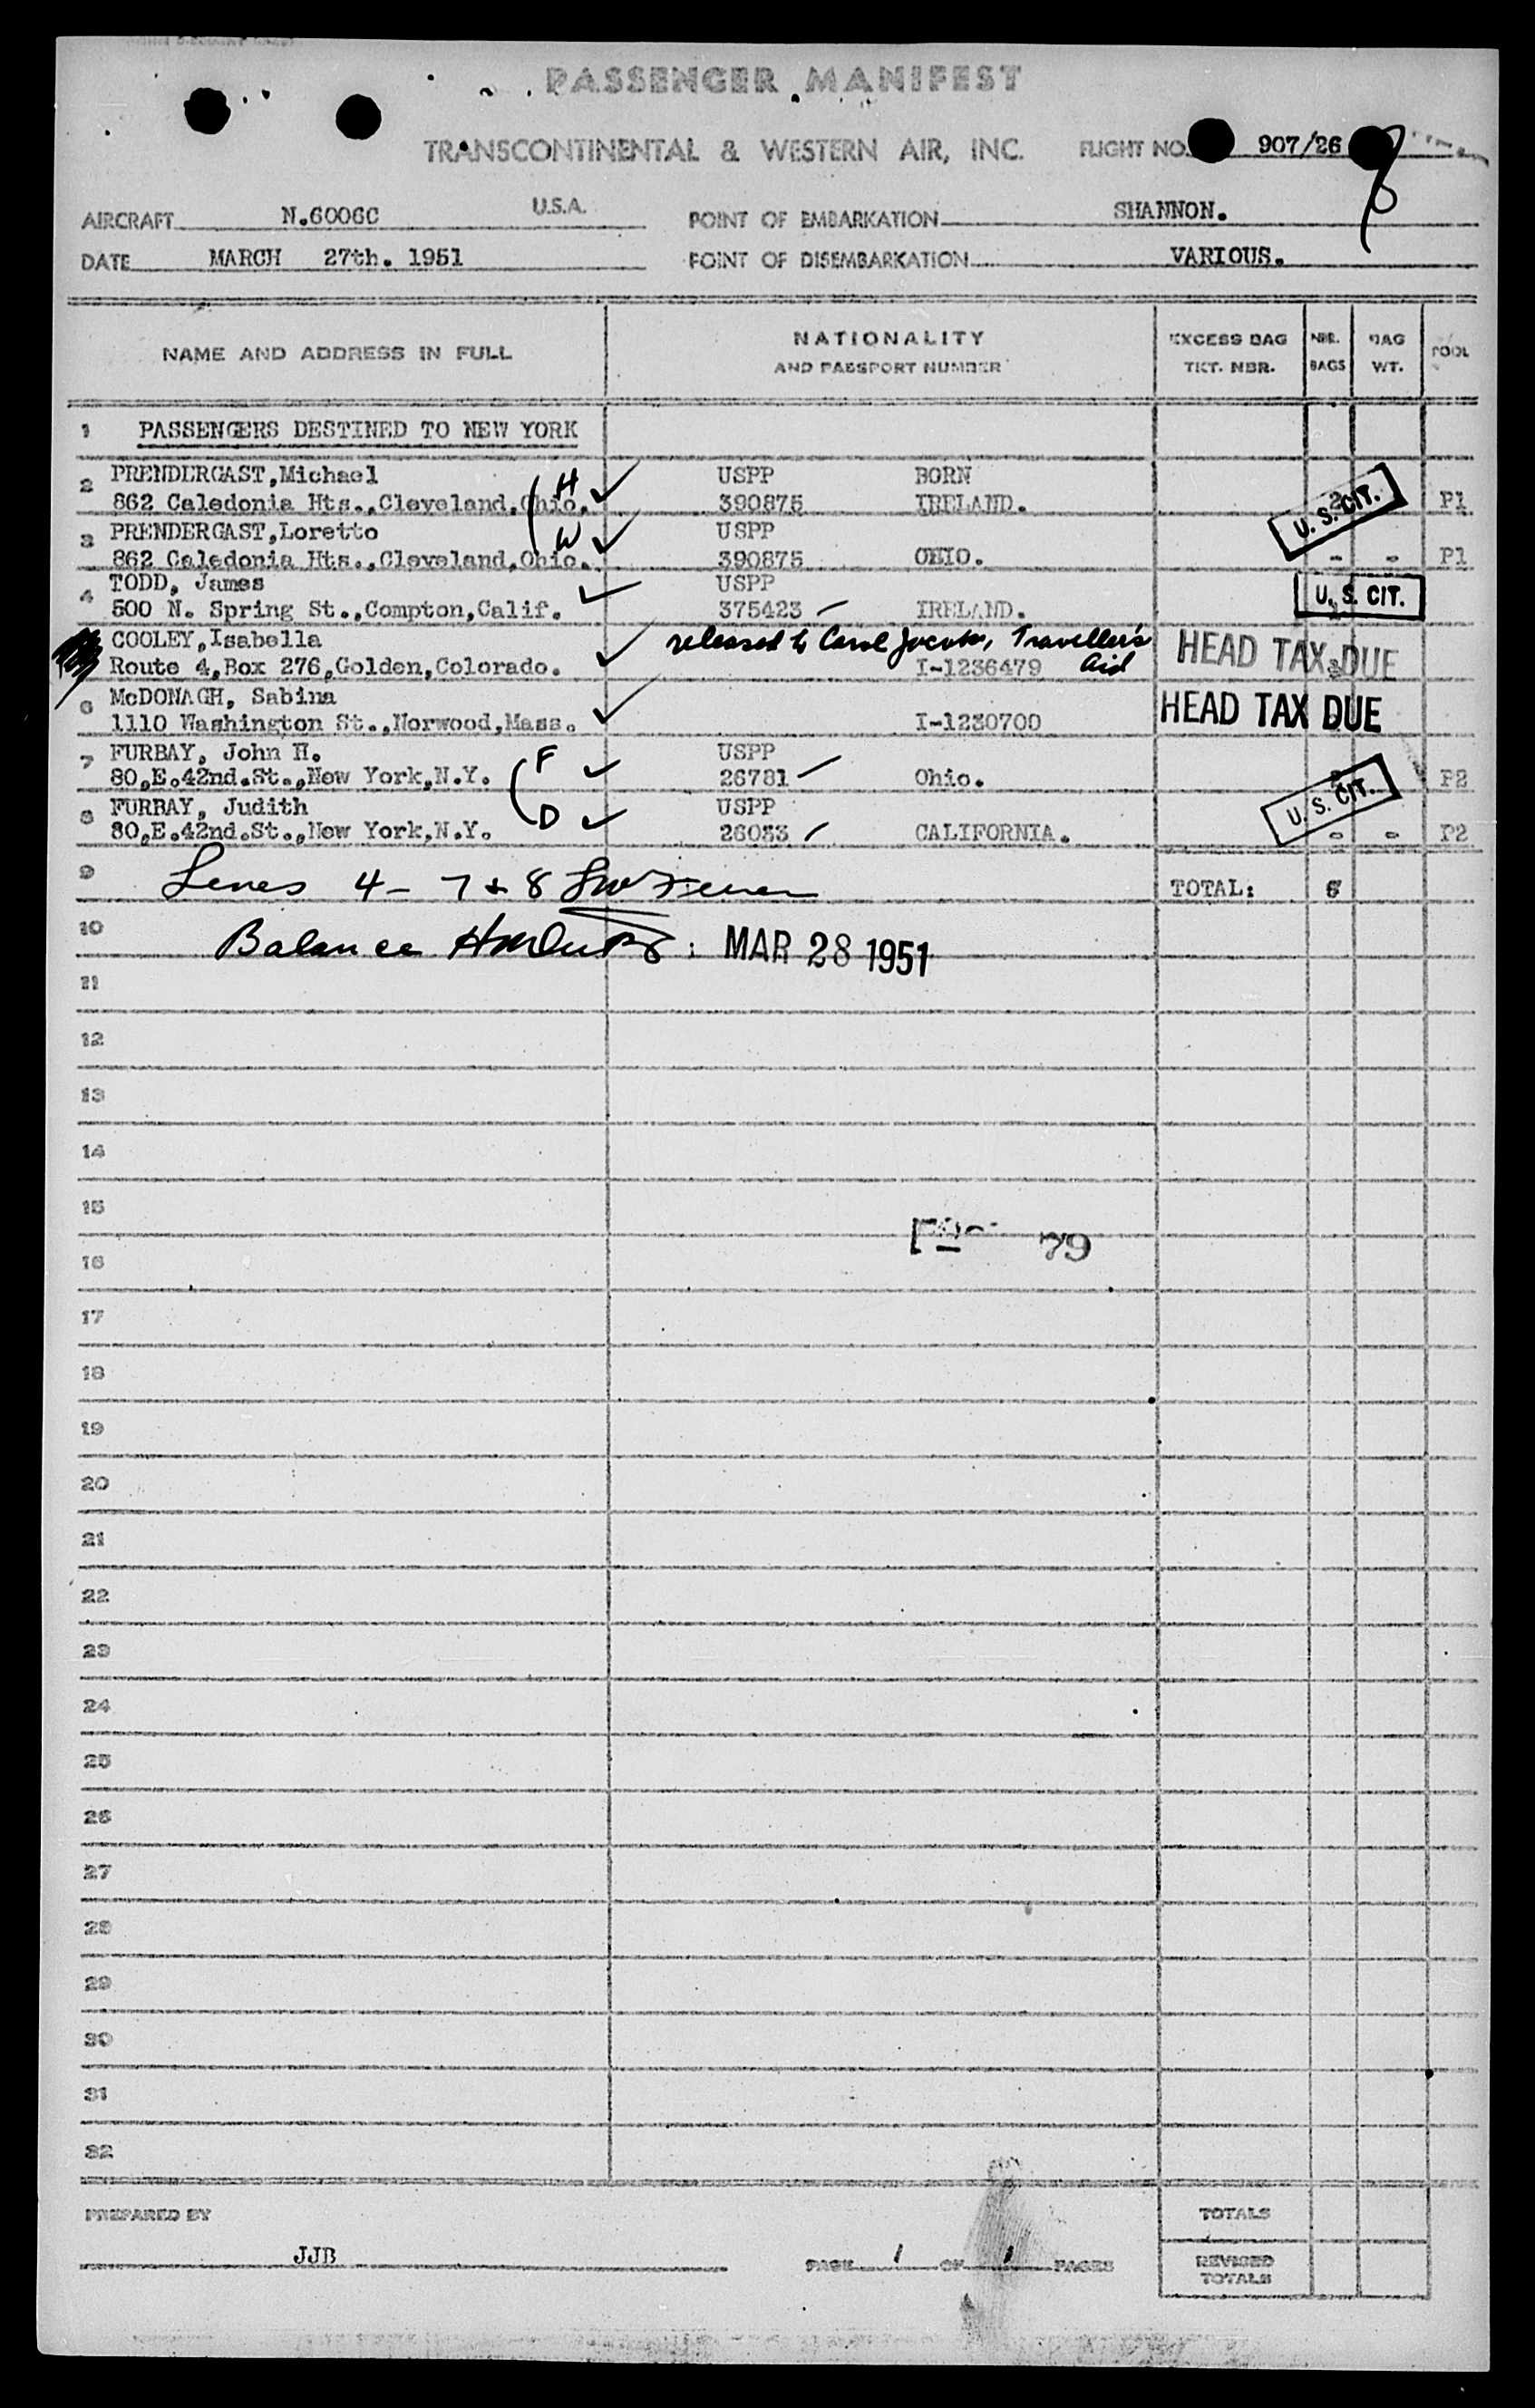 PASSENGER MANIFEST
TRANSCONTINENTAL & WESTERN AIR, INC. FLIGHT NO. 907/26
AIRCRAFT N.6006C U.S.A. POINT OF EMBARKATION SHANNON.
DATE MARCH 27th. 1951 POINT OF DISEMBARKATION VARIOUS.
NAME AND ADDRESS IN FULL NATIONALITY AND PASSPORT NUMBER EXCESS BAG TKT. NBR. NBR. BAGS BAG WT. POOL
1 PASSENGERS DESTINED TO NEW YORK
2 PRENDERGAST,Michael H USPP BORN
862 Caledonia Hts.,Cleveland,Ohio. 390875 IRELAND. U. S. CIT. P1
3 PRENDERGAST,Loretto W USPP
862 Caledonia Hts.,Cleveland,Ohio. 390875 OHIO. - - P1
4 TODD, James USPP
500 N. Spring St.,Compton,Calif. 375423 IRELAND. U. S. CIT.
COOLEY,Isabella released to Carol Jacobs, Travellers Aid
Route 4,Box 276,Golden,Colorado. I-1236479 HEAD TAX DUE
6 McDONAGH, Sabina
1110 Washington St.,Norwood,Mass. I-1230700 HEAD TAX DUE
7 FURBAY, John H. F USPP
80,E.42nd.St.,New York,N.Y. 26781 Ohio. U. S. CIT. P2
8 FURBAY, Judith D USPP
80,E.42nd.St.,New York,N.Y. 26033 CALIFORNIA. - - P2
9 Lines 4 - 7 + 8 TOTAL:
10 Balance MAR 28 1951
11
12
13
14
15
79
16
17
18
19
20
21
22
23
24
25
26
27
28
29
30
31
32
PREPARED BY JJB PAGE 1 OF 1 PAGES TOTALS
REVISED TOTALS